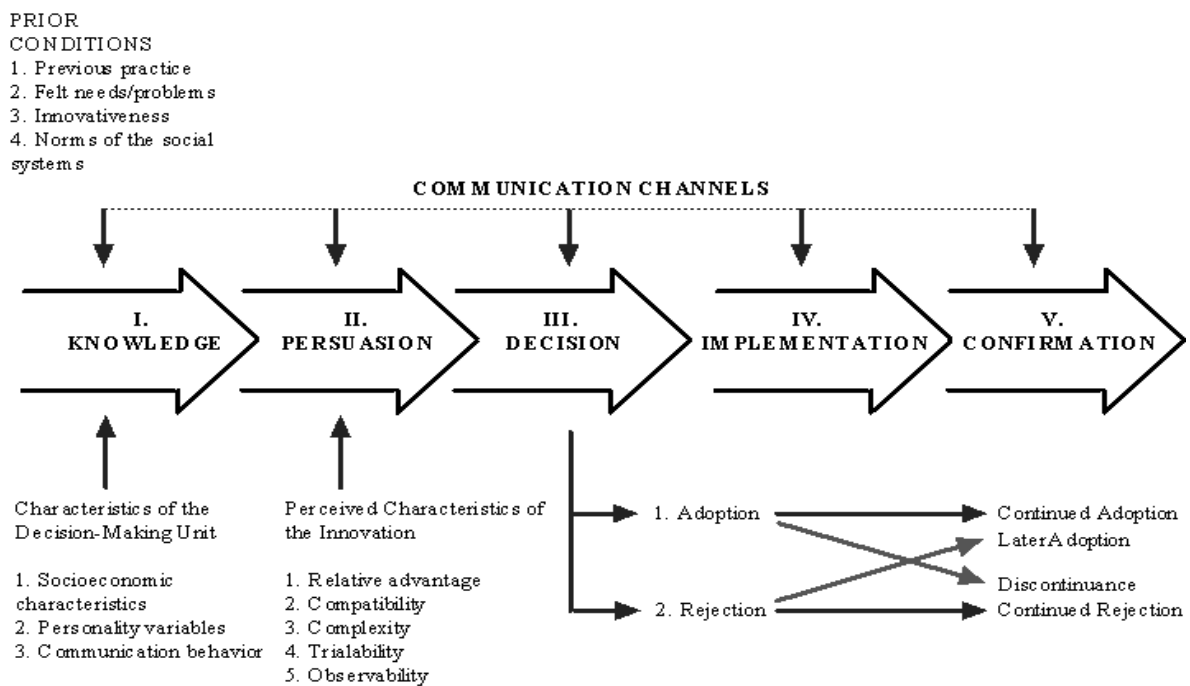 PRIOR
CONDITIONS
1. Previous practice
2. Felt needs/problems
3. Innovativeness
4. Norms of the social
systems
COMMUNICATION CHANNELS
I.
KNOWLEDGE
II.
PERSUASION
III.
DECISION
IV.
IMPLEMENTATION
V.
CONFIRMATION
Characteristics of the
Decision-Making Unit
1. Socioeconomic
characteristics
2. Personality variables
3. Communication behavior
Perceived Characteristics of
the Innovation
1. Relative advantage
2. Compatibility
3. Complexity
4. Trialability
5. Observability
1. Adoption
2. Rejection
Continued Adoption
Later Adoption
Discontinuance
Continued Rejection